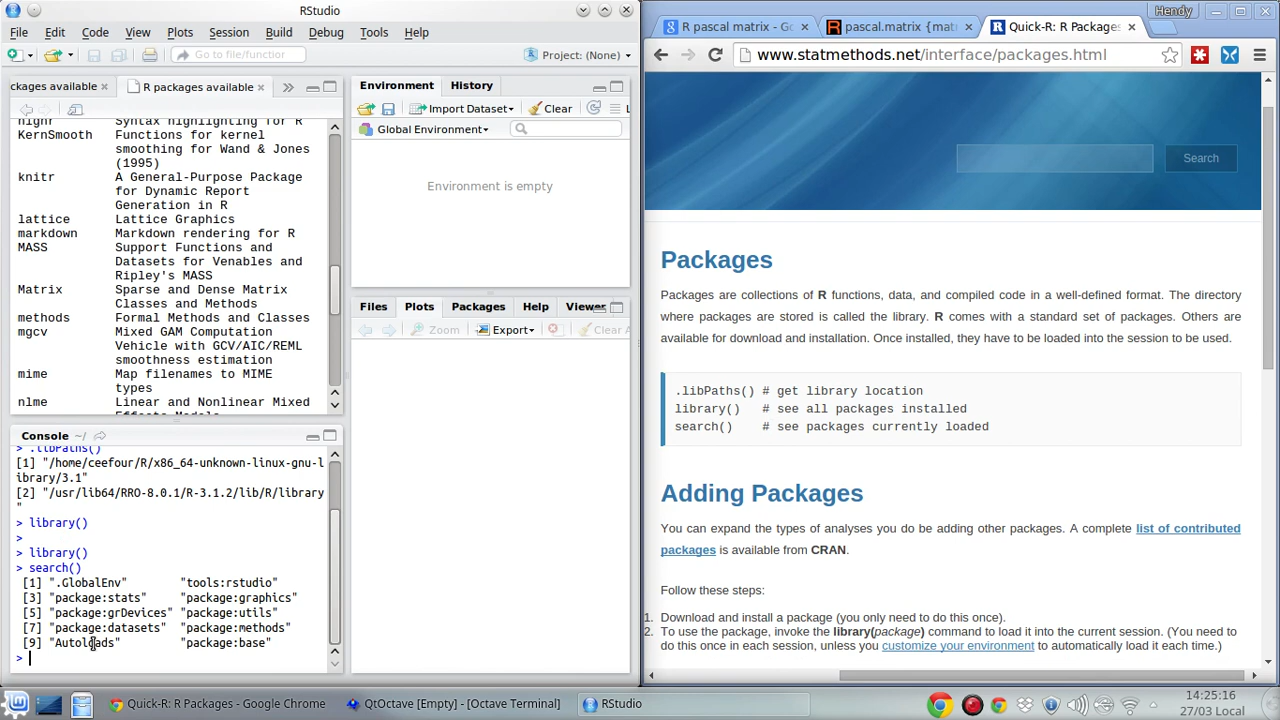 RStudio
File Edit Code View Plots Session Build Debug Tools Help
Go to file/function
Project: (None)
ckages available
R packages available
highr Syntax highlighting for R
KernSmooth Functions for kernel
smoothing for Wand & Jones
(1995)
knitr A General-Purpose Package
for Dynamic Report
Generation in R
lattice Lattice Graphics
markdown Markdown rendering for R
MASS Support Functions and
Datasets for Venables and
Ripley's MASS
Matrix Sparse and Dense Matrix
Classes and Methods
methods Formal Methods and Classes
mgcv Mixed GAM Computation
Vehicle with GCV/AIC/REML
smoothness estimation
mime Map filenames to MIME
types
nlme Linear and Nonlinear Mixed
Effects Models
Console ~/
> .libPaths()
[1] "/home/ceefour/R/x86_64-unknown-linux-gnu-l
ibrary/3.1"
[2] "/usr/lib64/RRO-8.0.1/R-3.1.2/lib/R/library
"
> library()
>
> library()
> search()
[1] ".GlobalEnv" "tools:rstudio"
[3] "package:stats" "package:graphics"
[5] "package:grDevices" "package:utils"
[7] "package:datasets" "package:methods"
[9] "Autoloads" "package:base"
>
Environment History
Import Dataset Clear L
Global Environment
Environment is empty
Files Plots Packages Help Viewer
Zoom Export Clear A
Hendy
R pascal matrix - Go
pascal.matrix {mat
Quick-R: R Packages
www.statmethods.net/interface/packages.html
Search
Packages
Packages are collections of R functions, data, and compiled code in a well-defined format. The directory
where packages are stored is called the library. R comes with a standard set of packages. Others are
available for download and installation. Once installed, they have to be loaded into the session to be used.
.libPaths() # get library location
library() # see all packages installed
search() # see packages currently loaded
Adding Packages
You can expand the types of analyses you do be adding other packages. A complete list of contributed
packages is available from CRAN.
Follow these steps:
1. Download and install a package (you only need to do this once).
2. To use the package, invoke the library(package) command to load it into the current session. (You need to
do this once in each session, unless you customize your environment to automatically load it each time.)
Quick-R: R Packages - Google Chrome
QtOctave [Empty] - [Octave Terminal]
RStudio
14:25:16
27/03 Local